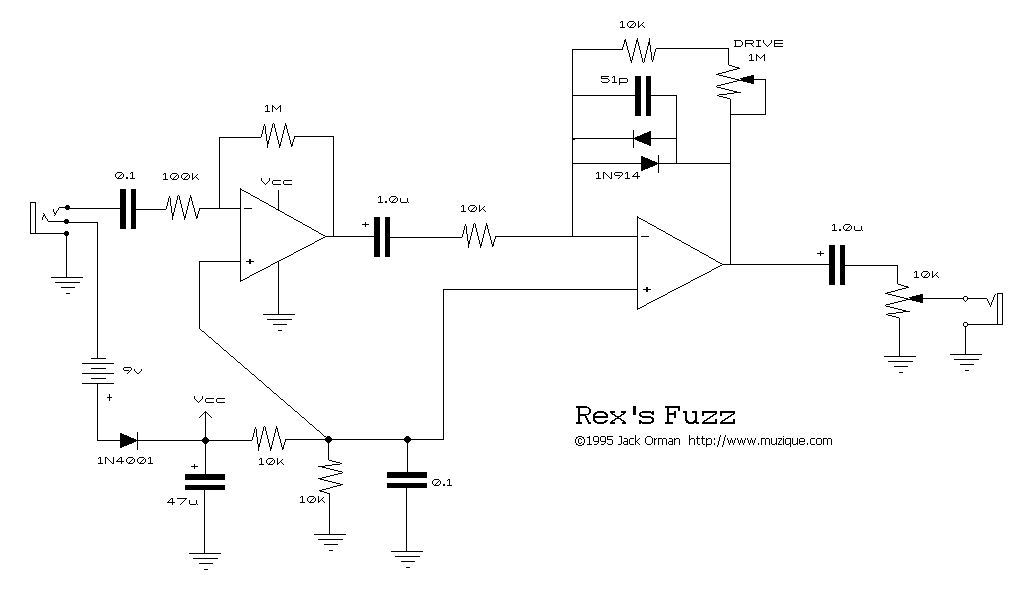 10k
DRIVE
1M
51p
1M
1N914
0.1
100k
Vcc
1.0u
10k
1.0u
-
+
-
+
+
+
10k
9v
+
Vcc
Rex's Fuzz
©1995 Jack Orman http://www.muzique.com
1N4001
10k
+
47u
10k
0.1